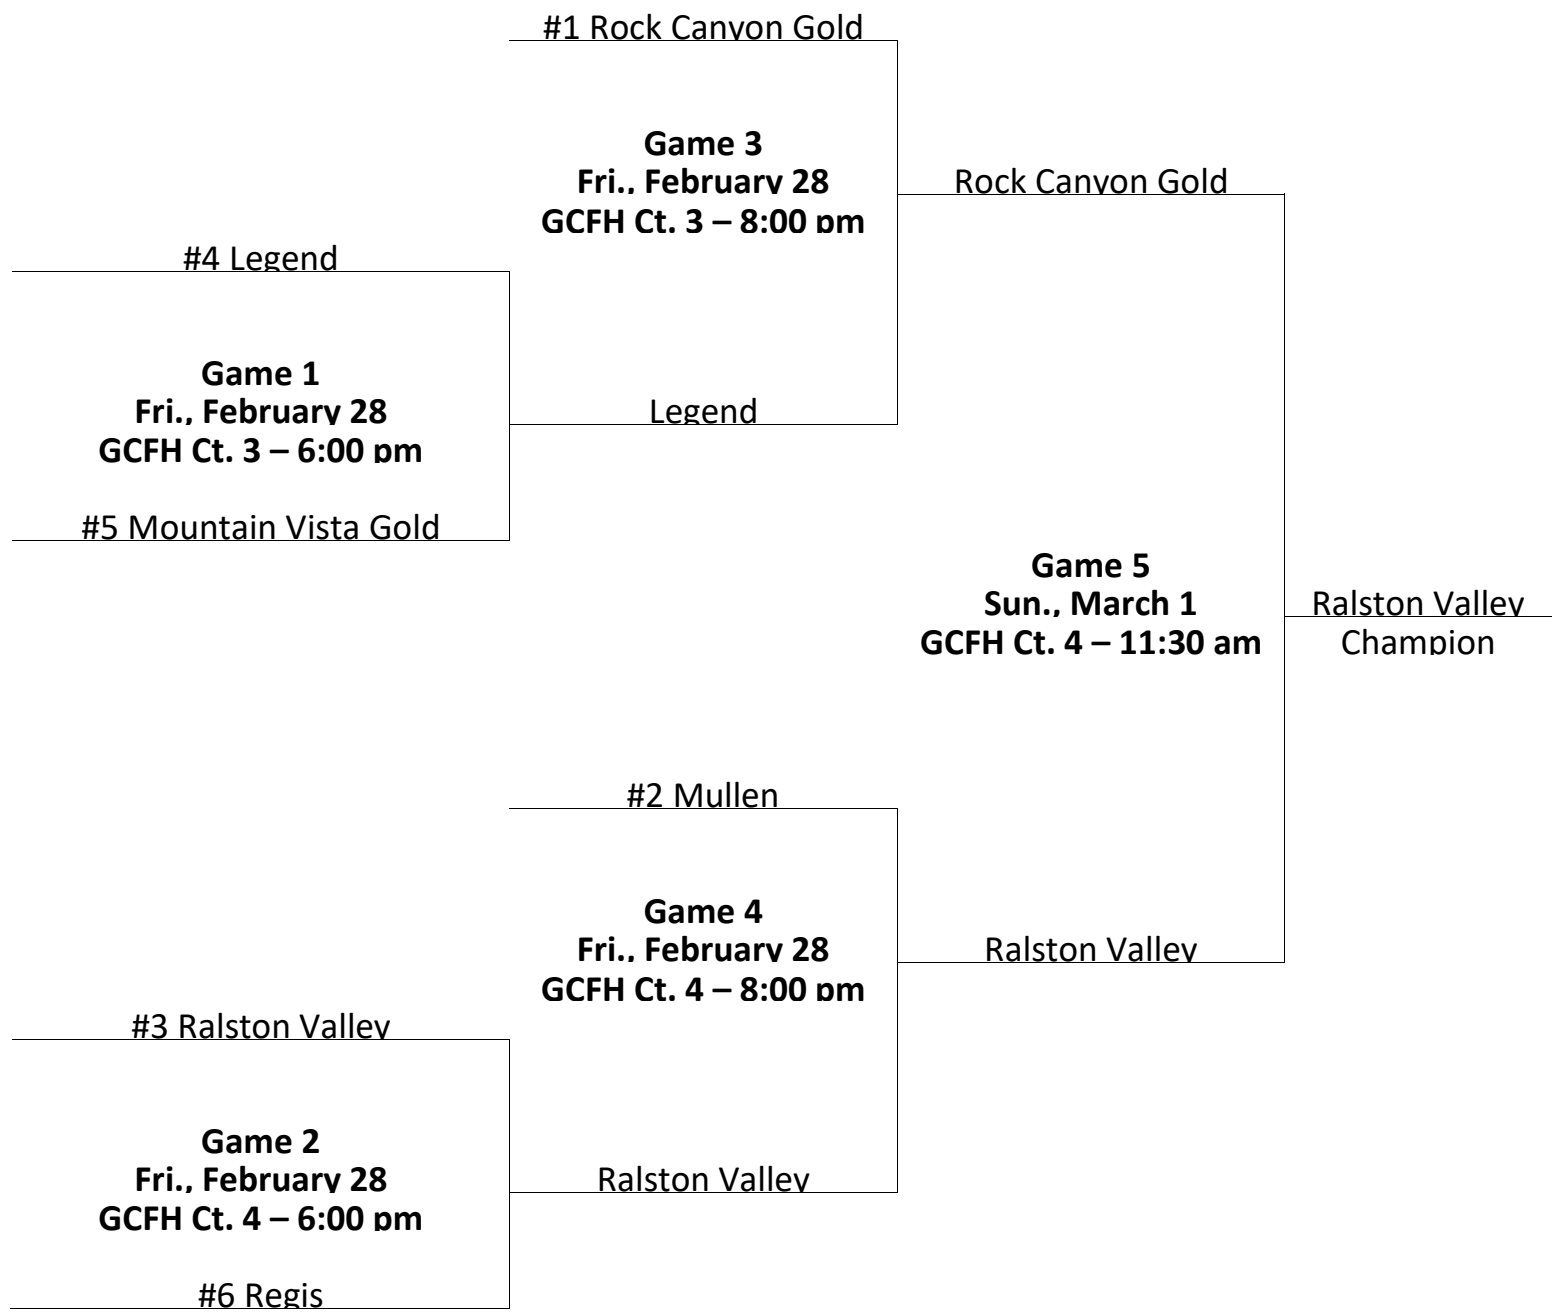 #1 Rock Canyon Gold
Game 3
Fri., February 28
GCFH Ct. 3 – 8:00 pm
Rock Canyon Gold
#4 Legend
Game 1
Fri., February 28
GCFH Ct. 3 – 6:00 pm
Legend
#5 Mountain Vista Gold
Game 5
Sun., March 1
GCFH Ct. 4 – 11:30 am
Ralston Valley
Champion
#2 Mullen
Game 4
Fri., February 28
GCFH Ct. 4 – 8:00 pm
Ralston Valley
#3 Ralston Valley
Game 2
Fri., February 28
GCFH Ct. 4 – 6:00 pm
Ralston Valley
#6 Regis